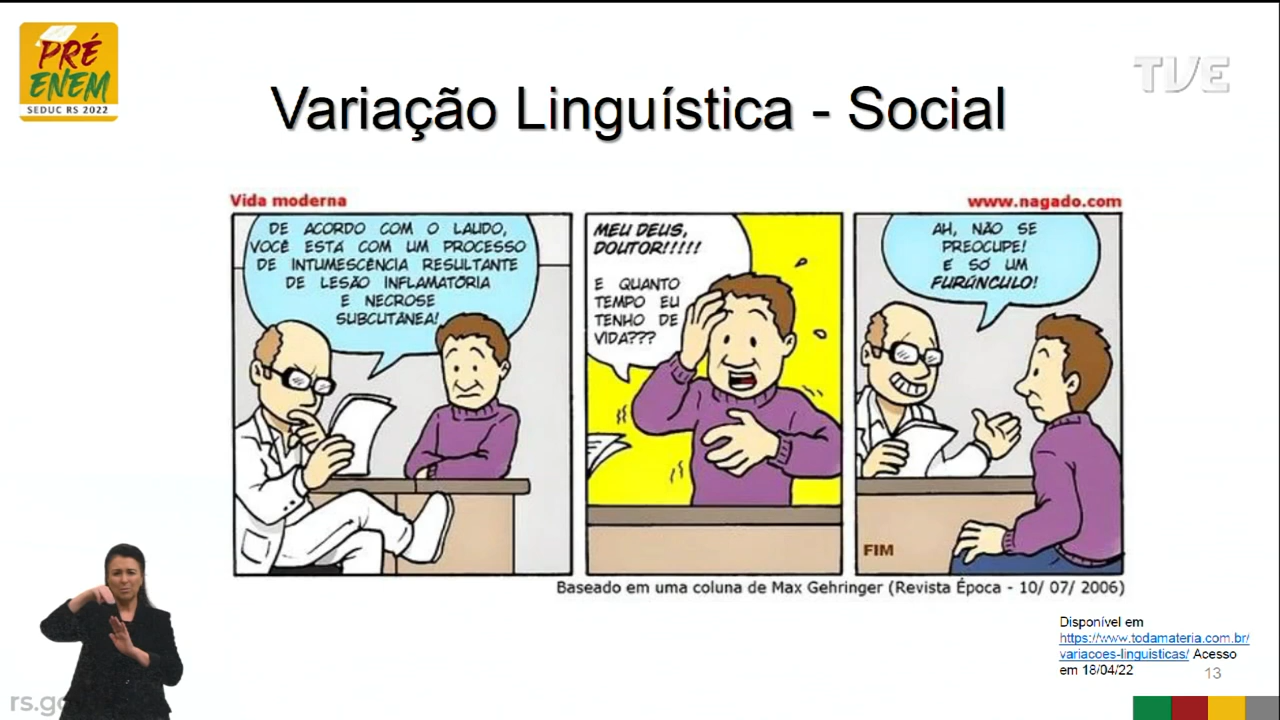 PRÉ
ENEM
SEDUC RS 2022
TVE
Variação Linguística - Social
Vida moderna
www.nagado.com
DE ACORDO COM O LAUDO,
VOCÊ ESTÁ COM UM PROCESSO
DE INTUMESCÊNCIA RESULTANTE
DE LESÃO INFLAMATÓRIA
E NECROSE
SUBCUTÂNEA!
MEU DEUS,
DOUTOR!!!!!
E QUANTO
TEMPO EU
TENHO DE
VIDA???
AH, NÃO SE
PREOCUPE!
É SÓ UM
FURÚNCULO!
FIM
Baseado em uma coluna de Max Gehringer (Revista Época - 10/ 07/ 2006)
Disponível em
https://www.todamateria.com.br/
variacoes-linguisticas/ Acesso
em 18/04/22
13